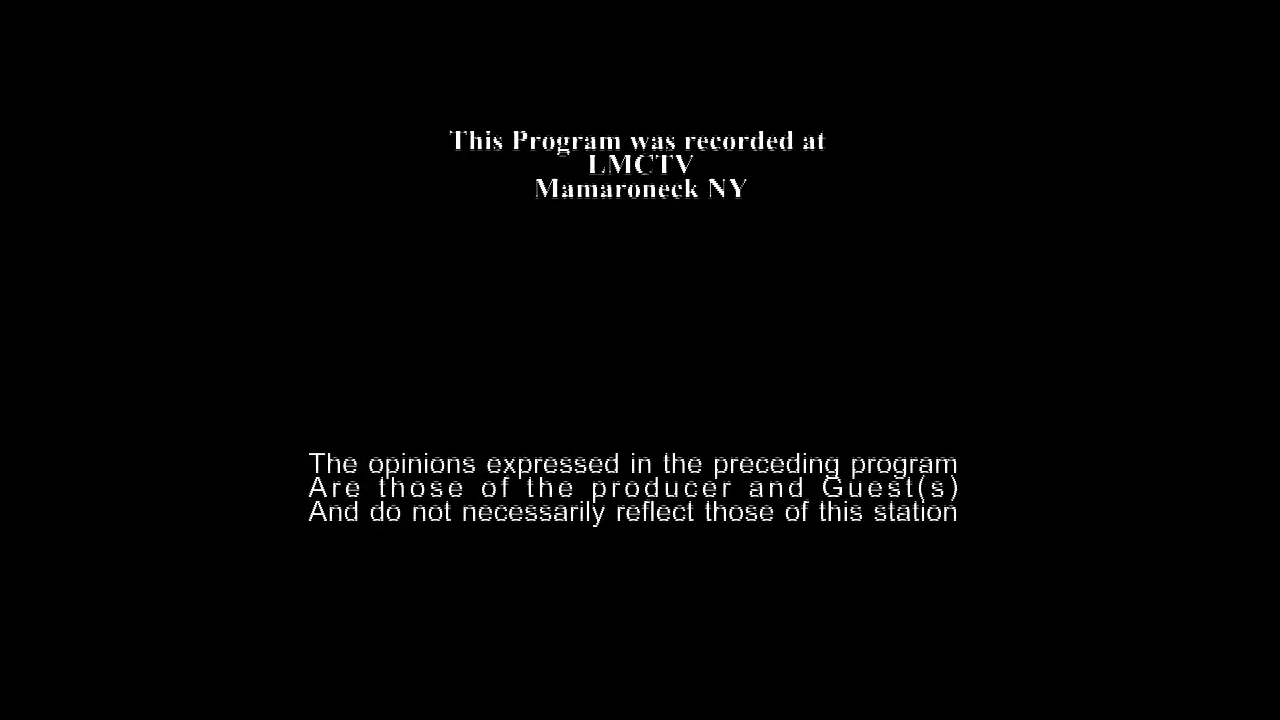 This Program was recorded at
LMCTV
Mamaroneck NY
The opinions expressed in the preceding program
Are those of the producer and Guest(s)
And do not necessarily reflect those of this station